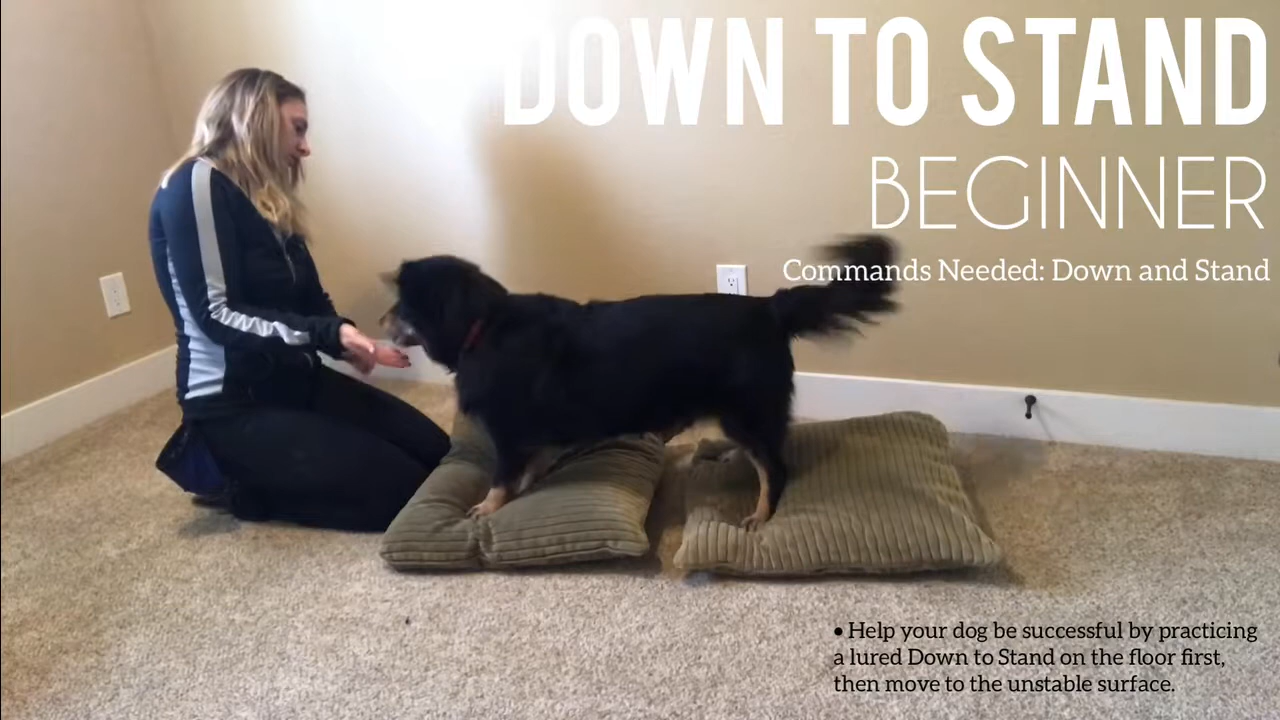 DOWN TO STAND
BEGINNER
Commands Needed: Down and Stand
• Help your dog be successful by practicing
a lured Down to Stand on the floor first,
then move to the unstable surface.